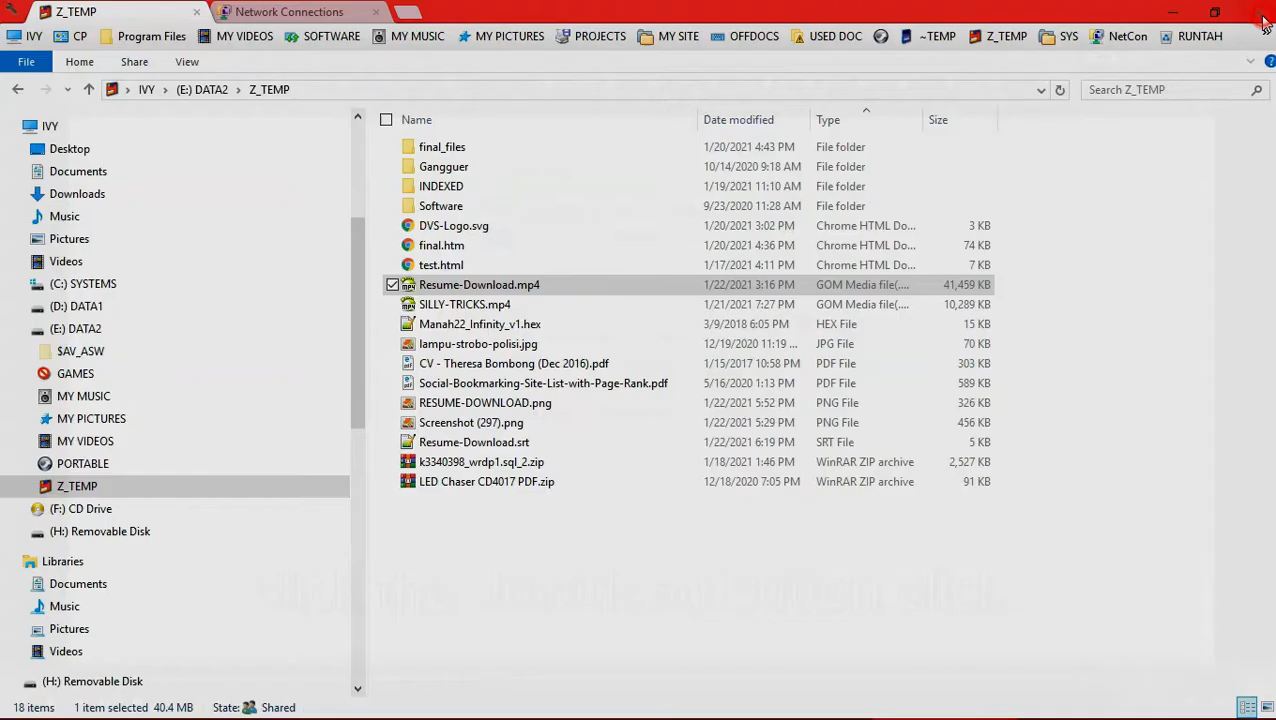 Z_TEMP
Network Connections
IVY CP Program Files MY VIDEOS SOFTWARE MY MUSIC MY PICTURES PROJECTS MY SITE OFFDOCS USED DOC ~TEMP Z_TEMP SYS NetCon RUNTAH
File Home Share View
IVY (E:) DATA2 Z_TEMP Search Z_TEMP
Name Date modified Type Size
final_files 1/20/2021 4:43 PM File folder
Gangguer 10/14/2020 9:18 AM File folder
INDEXED 1/19/2021 11:10 AM File folder
Software 9/23/2020 11:28 AM File folder
DVS-Logo.svg 1/20/2021 3:02 PM Chrome HTML Do... 3 KB
final.htm 1/20/2021 4:36 PM Chrome HTML Do... 74 KB
test.html 1/17/2021 4:11 PM Chrome HTML Do... 7 KB
Resume-Download.mp4 1/22/2021 3:16 PM GOM Media file(.... 41,459 KB
SILLY-TRICKS.mp4 1/21/2021 7:27 PM GOM Media file(.... 10,289 KB
Manah22_Infinity_v1.hex 3/9/2018 6:05 PM HEX File 15 KB
lampu-strobo-polisi.jpg 12/19/2020 11:19 ... JPG File 70 KB
CV - Theresa Bombong (Dec 2016).pdf 1/15/2017 10:58 PM PDF File 303 KB
Social-Bookmarking-Site-List-with-Page-Rank.pdf 5/16/2020 1:13 PM PDF File 589 KB
RESUME-DOWNLOAD.png 1/22/2021 5:52 PM PNG File 326 KB
Screenshot (297).png 1/22/2021 5:29 PM PNG File 456 KB
Resume-Download.srt 1/22/2021 6:19 PM SRT File 5 KB
k3340398_wrdp1.sql_2.zip 1/18/2021 1:46 PM WinRAR ZIP archive 2,527 KB
LED Chaser CD4017 PDF.zip 12/18/2020 7:05 PM WinRAR ZIP archive 91 KB
IVY
Desktop
Documents
Downloads
Music
Pictures
Videos
(C:) SYSTEMS
(D:) DATA1
(E:) DATA2
$AV_ASW
GAMES
MY MUSIC
MY PICTURES
MY VIDEOS
PORTABLE
Z_TEMP
(F:) CD Drive
(H:) Removable Disk
Libraries
Documents
Music
Pictures
Videos
(H:) Removable Disk
18 items 1 item selected 40.4 MB State: Shared